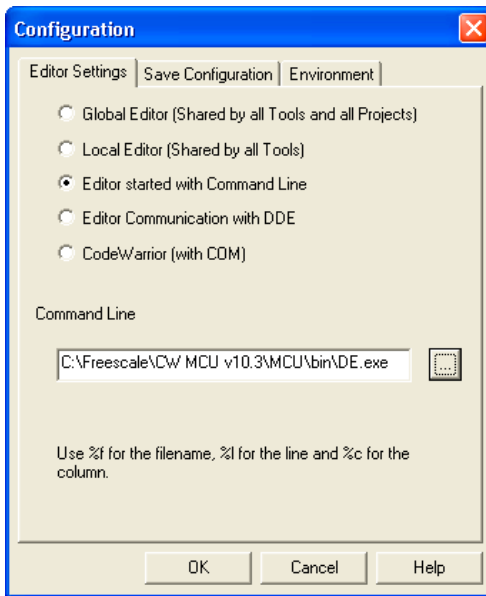 Configuration
Editor Settings Save Configuration Environment
Global Editor (Shared by all Tools and all Projects)
Local Editor (Shared by all Tools)
Editor started with Command Line
Editor Communication with DDE
CodeWarrior (with COM)
Command Line
C:\Freescale\CW MCU v10.3\MCU\bin\DE.exe ...
Use %f for the filename, %l for the line and %c for the
column.
OK Cancel Help